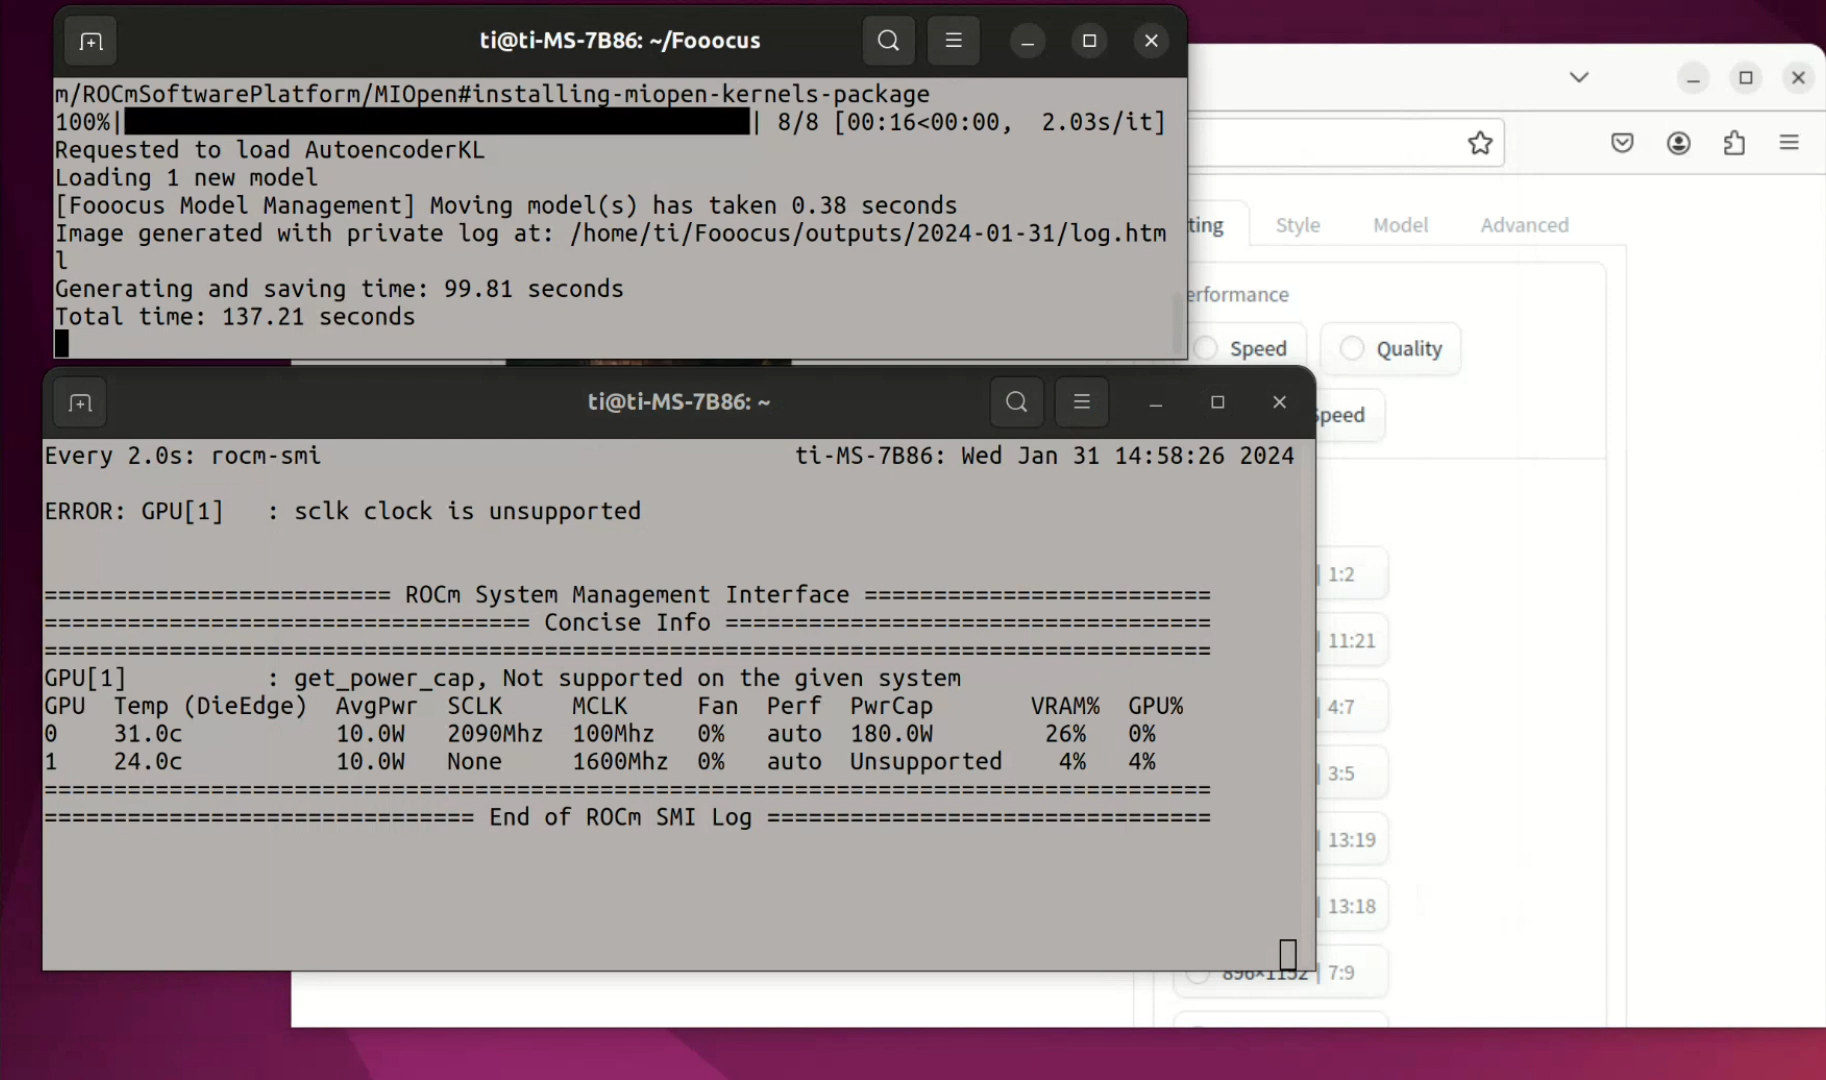 ti@ti-MS-7B86: ~/Fooocus
m/ROCmSoftwarePlatform/MIOpen#installing-miopen-kernels-package
100%| | 8/8 [00:16<00:00,  2.03s/it]
Requested to load AutoencoderKL
Loading 1 new model
[Fooocus Model Management] Moving model(s) has taken 0.38 seconds
Image generated with private log at: /home/ti/Fooocus/outputs/2024-01-31/log.htm
l
Generating and saving time: 99.81 seconds
Total time: 137.21 seconds
ti@ti-MS-7B86: ~
Every 2.0s: rocm-smi ti-MS-7B86: Wed Jan 31 14:58:26 2024
ERROR: GPU[1] : sclk clock is unsupported
========================= ROCm System Management Interface =========================
=================================== Concise Info ===================================
====================================================================================
GPU[1] : get_power_cap, Not supported on the given system
GPU Temp (DieEdge) AvgPwr SCLK MCLK Fan Perf PwrCap VRAM% GPU%
0 31.0c 10.0W 2090Mhz 100Mhz 0% auto 180.0W 26% 0%
1 24.0c 10.0W None 1600Mhz 0% auto Unsupported 4% 4%
====================================================================================
=============================== End of ROCm SMI Log ================================
ting Style Model Advanced
erformance
Speed Quality
Speed
| 1:2
| 11:21
| 4:7
| 3:5
| 13:19
| 13:18
896×1152 | 7:9